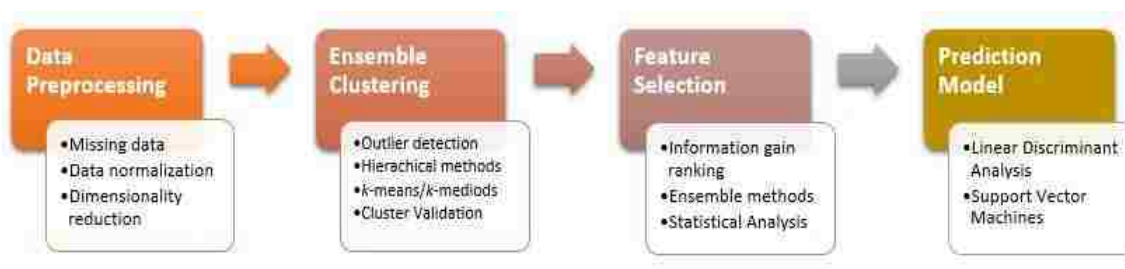 Data
Preprocessing
•Missing data
•Data normalization
•Dimensionality
reduction
Ensemble
Clustering
•Outlier detection
•Hierachical methods
•k-means/k-mediods
•Cluster Validation
Feature
Selection
•Information gain
ranking
•Ensemble methods
•Statistical Analysis
Prediction
Model
•Linear Discriminant
Analysis
•Support Vector
Machines